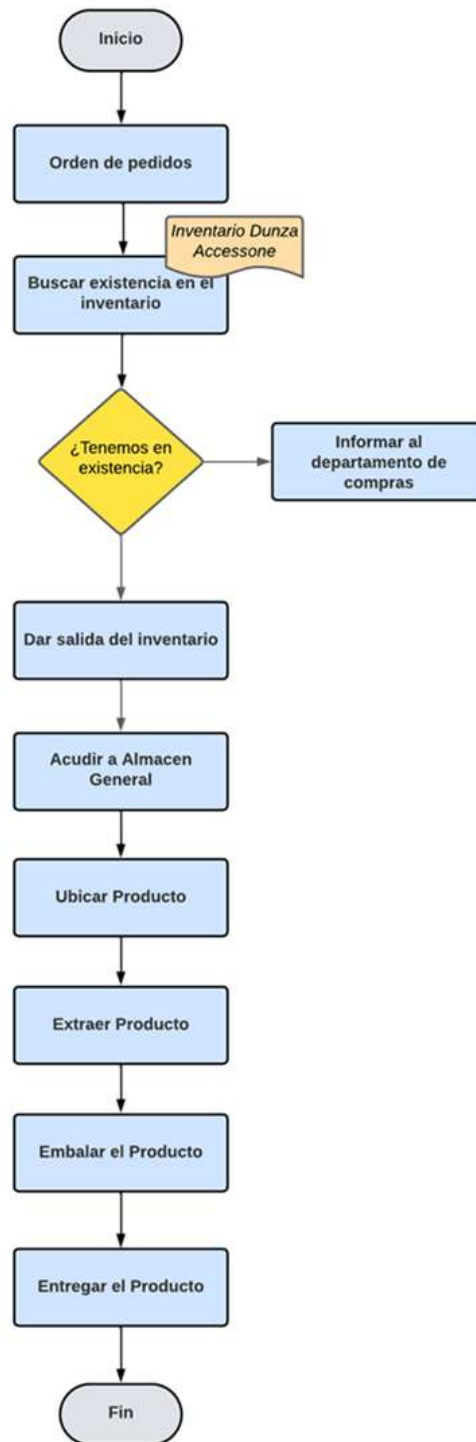 Inicio
Orden de pedidos
Inventario Dunza
Accessone
Buscar existencia en el
inventario
¿Tenemos en
existencia?
Informar al
departamento de
compras
Dar salida del inventario
Acudir a Almacen
General
Ubicar Producto
Extraer Producto
Embalar el Producto
Entregar el Producto
Fin